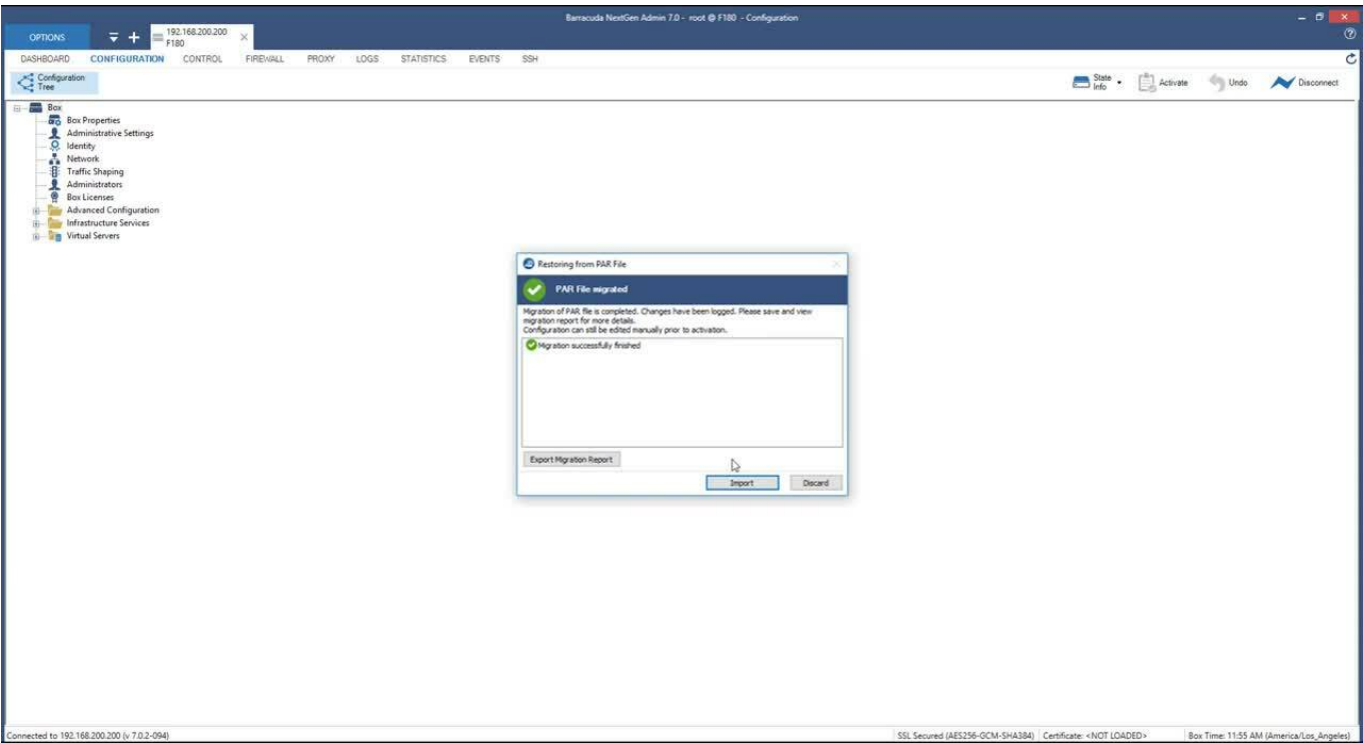 Barracuda NextGen Admin 7.0 - root @ F180 - Configuration
OPTIONS
192.168.200.200
F180
DASHBOARD CONFIGURATION CONTROL FIREWALL PROXY LOGS STATISTICS EVENTS SSH
Configuration
Tree
State
Info
Activate
Undo
Disconnect
Box
Box Properties
Administrative Settings
Identity
Network
Traffic Shaping
Administrators
Box Licenses
Advanced Configuration
Infrastructure Services
Virtual Servers
Restoring from PAR File
PAR File migrated
Migration of PAR file is completed. Changes have been logged. Please save and view
migration report for more details.
Configuration can still be edited manually prior to activation.
Migration successfully finished
Export Migration Report
Import Discard
Connected to 192.168.200.200 (v 7.0.2-094) SSL Secured (AES256-GCM-SHA384) Certificate: <NOT LOADED> Box Time: 11:55 AM (America/Los_Angeles)